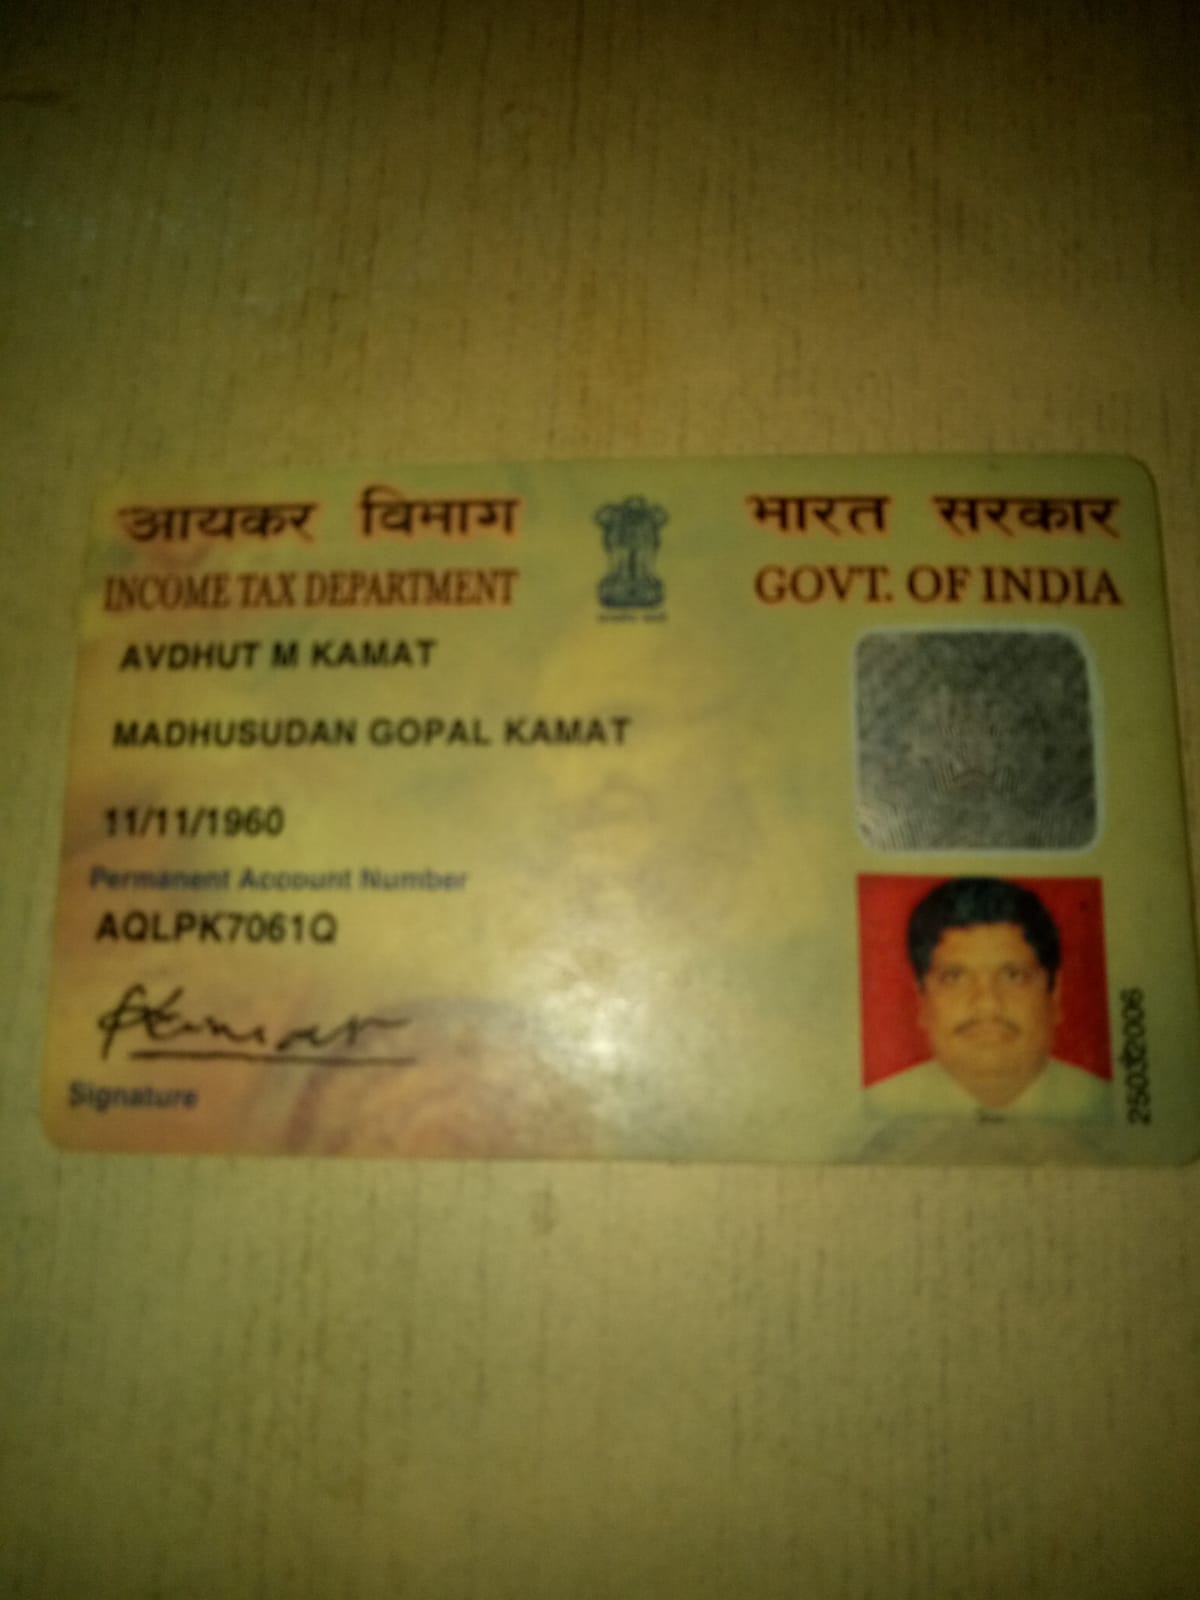 आयकर विभाग भारत सरकार
INCOME TAX DEPARTMENT GOVT. OF INDIA
AVDHUT M KAMAT
MADHUSUDAN GOPAL KAMAT
11/11/1960
Permanent Account Number
AQLPK7061Q
Signature